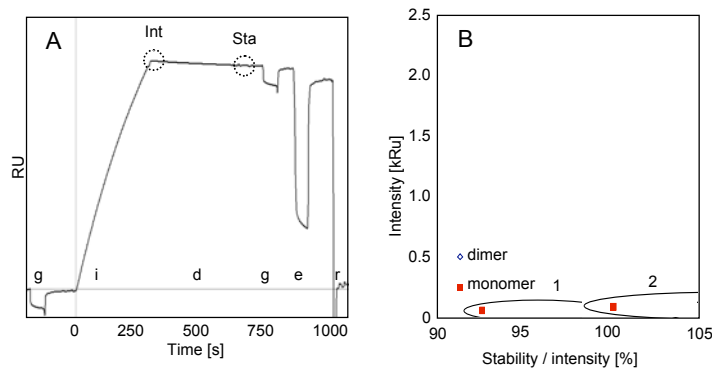 A
Int
Sta
RU
g i d g e r
0 250 500 750 1000
Time [s]
B
2.5
2.0
1.5
1.0
0.5
0
Intensity [kRu]
dimer
monomer
1
2
90 95 100 105
Stability / intensity [%]